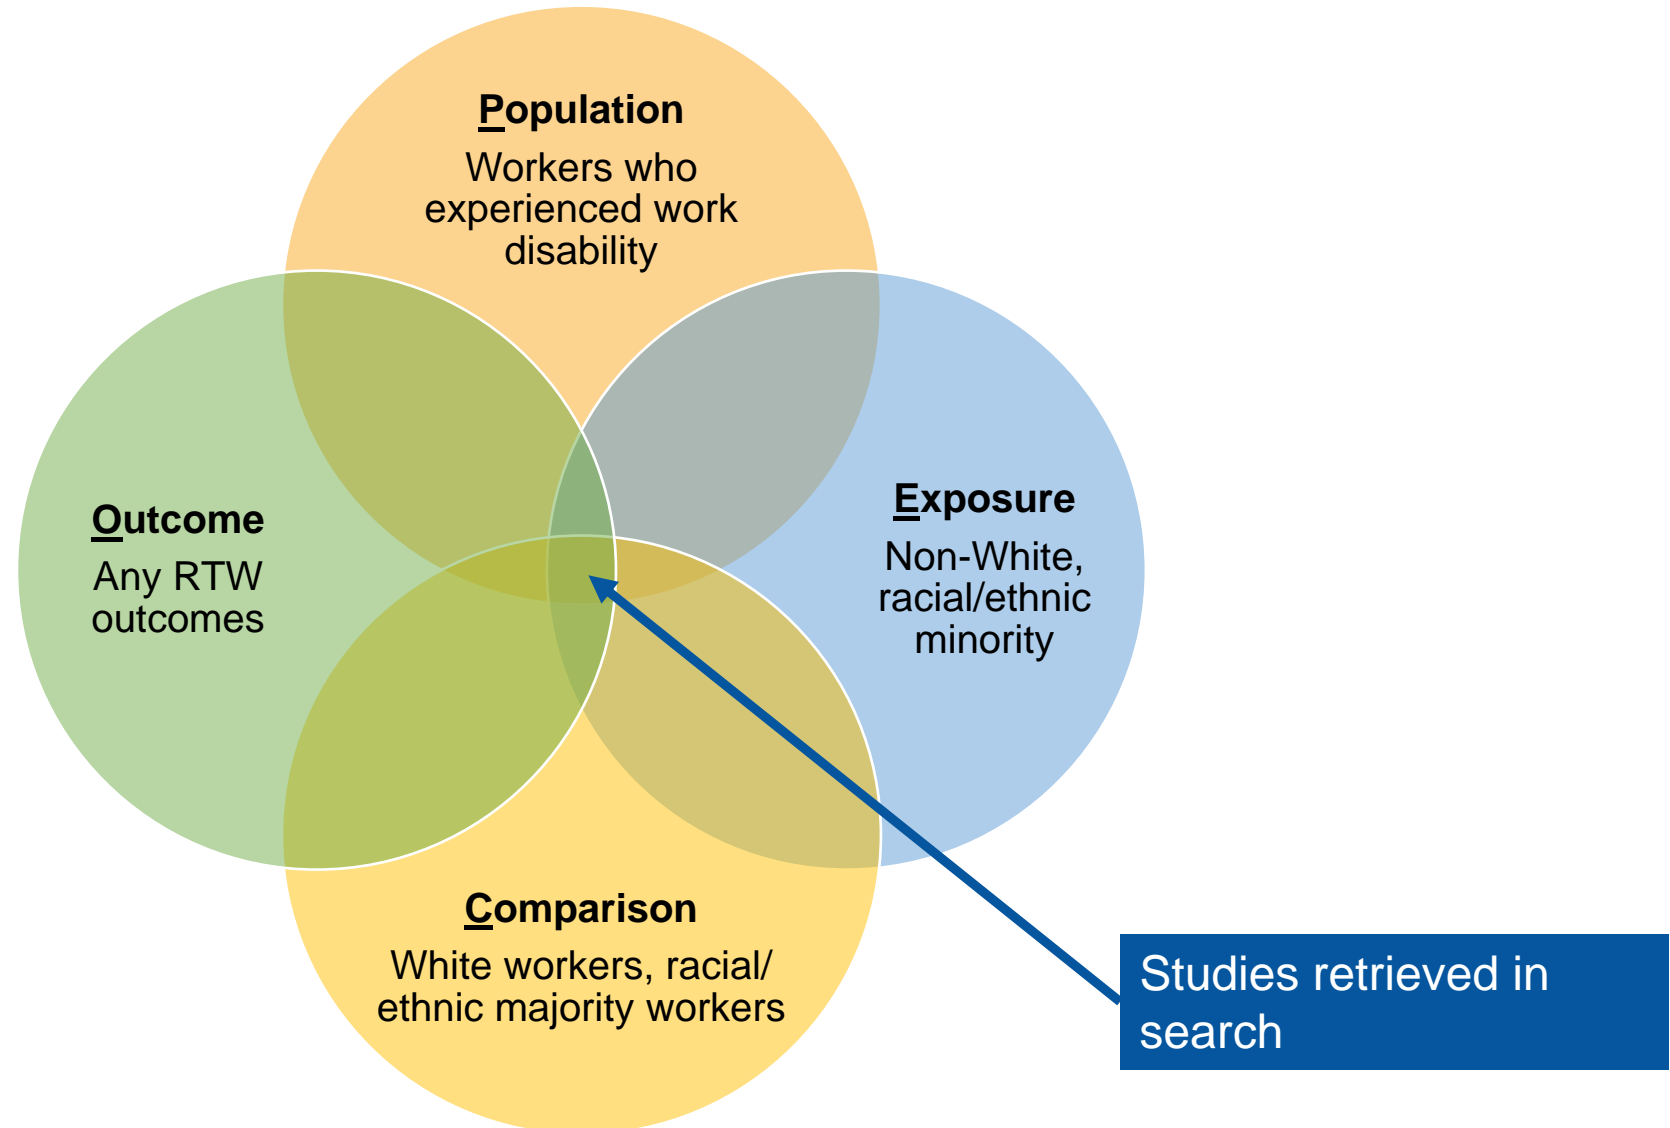 Population
Workers who
experienced work
disability
Outcome
Any RTW
outcomes
Exposure
Non-White,
racial/ethnic
minority
Comparison
White workers, racial/
ethnic majority workers
Studies retrieved in
search